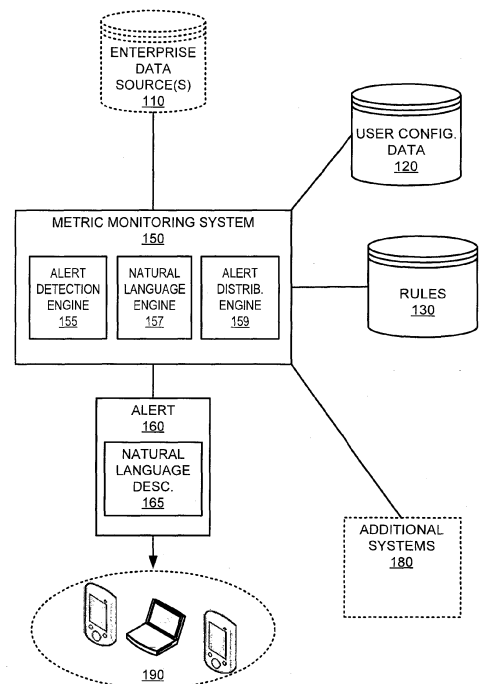 ENTERPRISE
DATA
SOURCE(S)
110
USER CONFIG.
DATA
120
METRIC MONITORING SYSTEM
150
ALERT
DETECTION
ENGINE
155
NATURAL
LANGUAGE
ENGINE
157
ALERT
DISTRIB.
ENGINE
159
RULES
130
ALERT
160
NATURAL
LANGUAGE
DESC.
165
ADDITIONAL
SYSTEMS
180
190